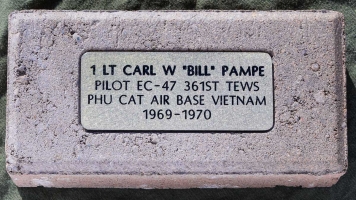 1 LT CARL W "BILL" PAMPE
PILOT EC-47 361ST TEWS
PHU CAT AIR BASE VIETNAM
1969-1970